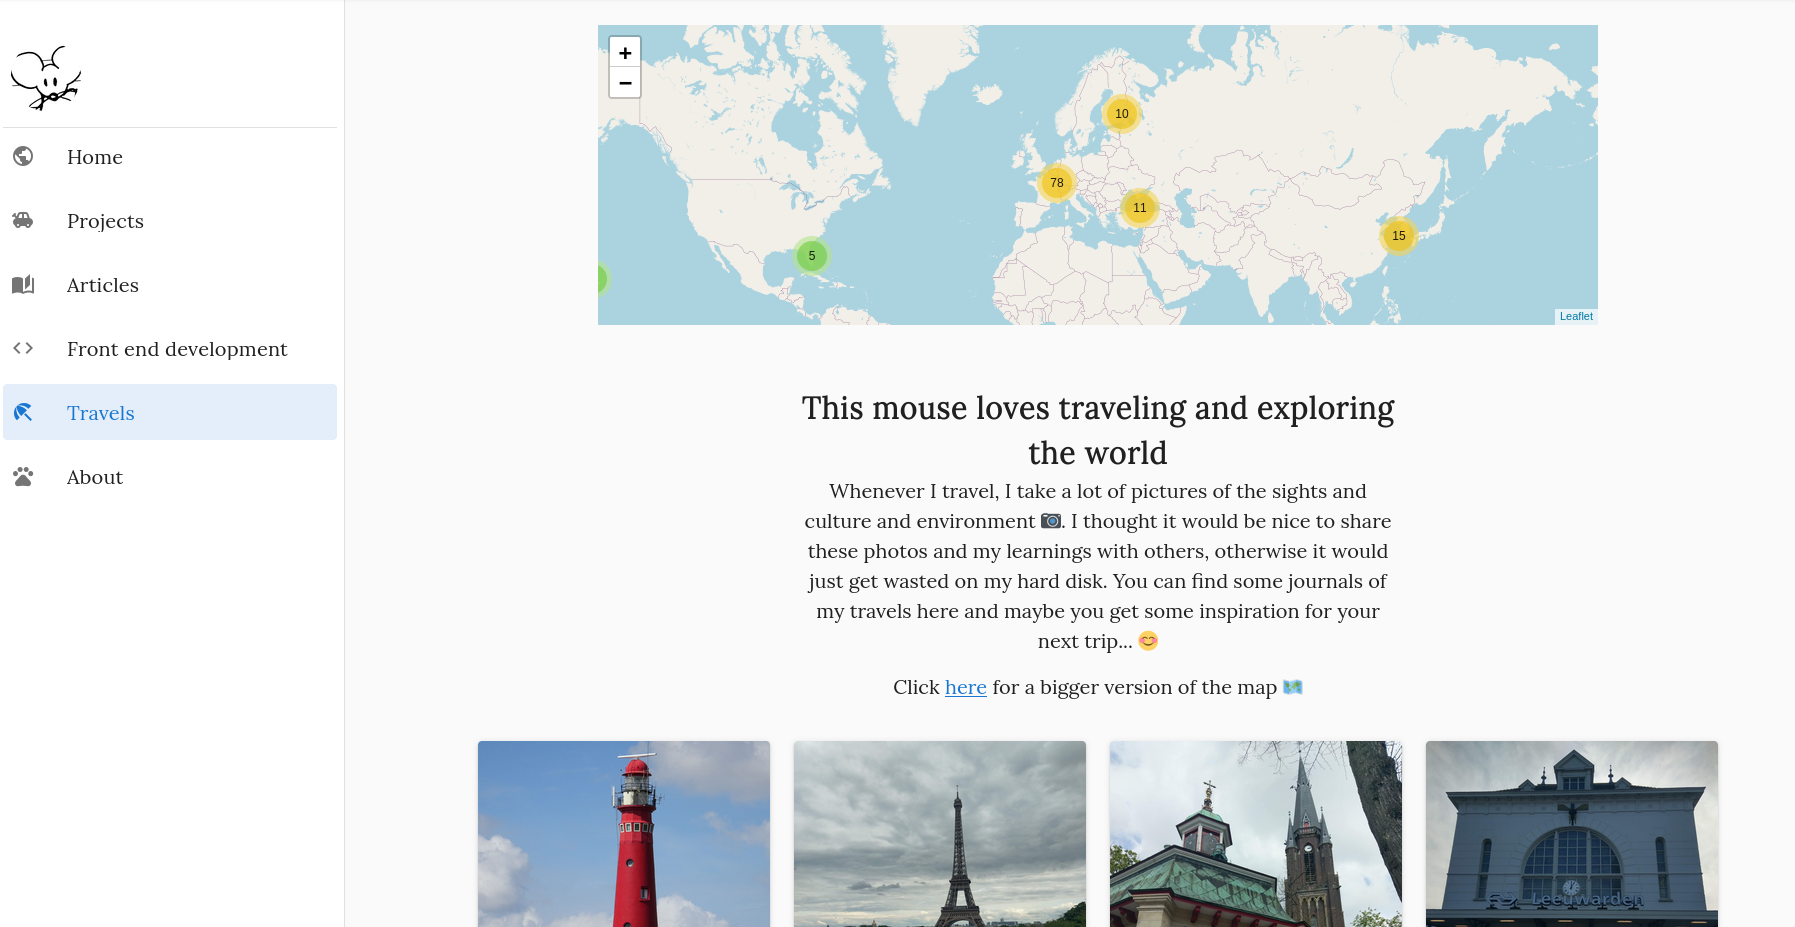 Home
Projects
Articles
Front end development
Travels
About
+
−
10
78
11
15
5
Leaflet
This mouse loves traveling and exploring
the world
Whenever I travel, I take a lot of pictures of the sights and
culture and environment 📷. I thought it would be nice to share
these photos and my learnings with others, otherwise it would
just get wasted on my hard disk. You can find some journals of
my travels here and maybe you get some inspiration for your
next trip... 😊
Click here for a bigger version of the map 🗺️
Leeuwarden